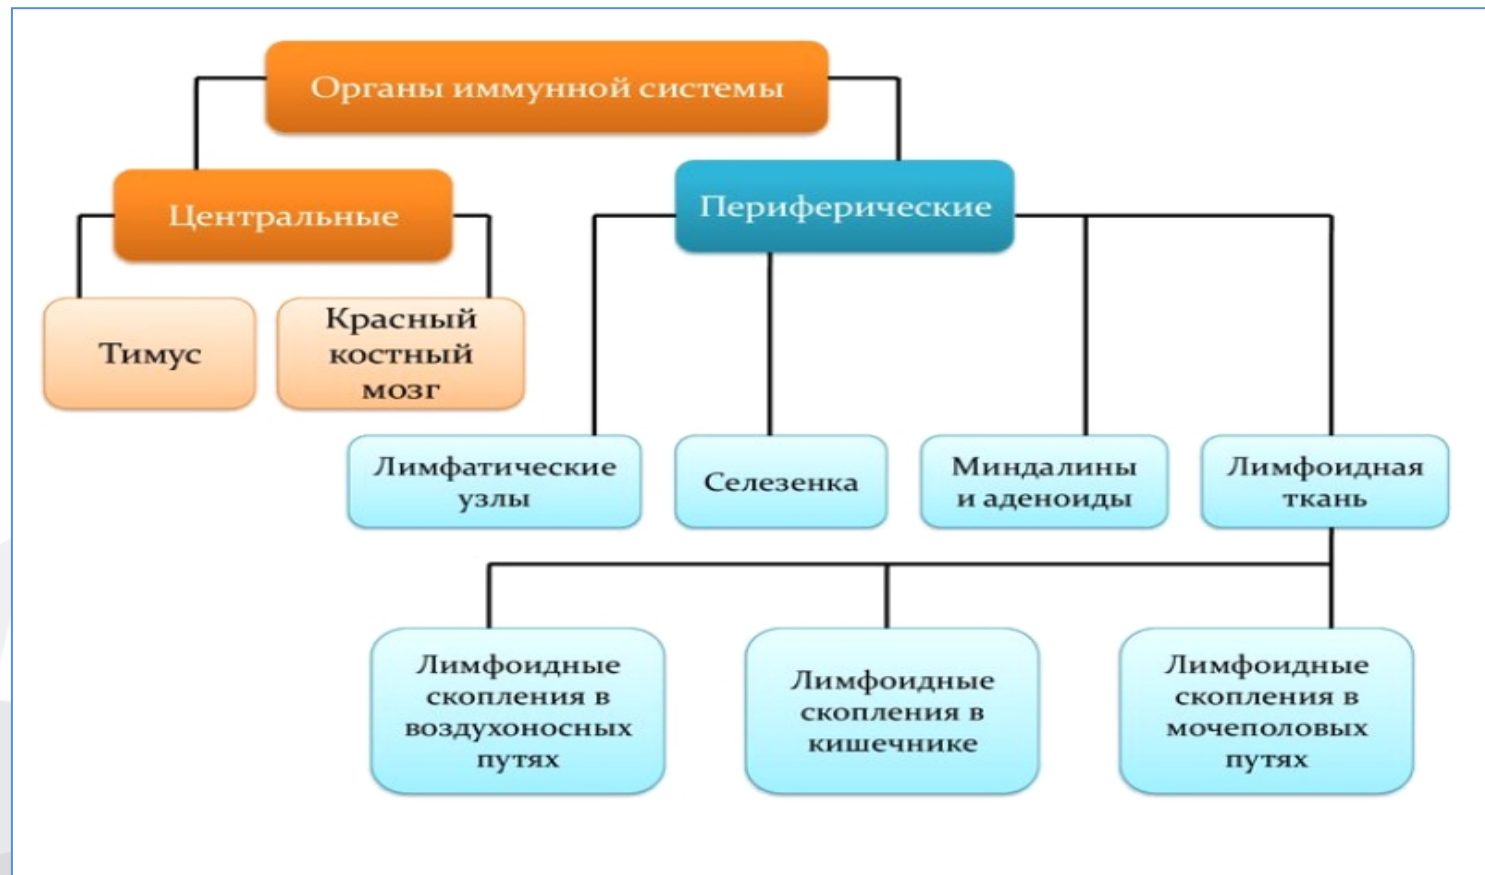 Органы иммунной системы
Центральные
Периферические
Тимус
Красный
костный
мозг
Лимфатические
узлы
Селезенка
Миндалины
и аденоиды
Лимфоидная
ткань
Лимфоидные
скопления в
воздухоносных
путях
Лимфоидные
скопления в
кишечнике
Лимфоидные
скопления в
мочеполовых
путях